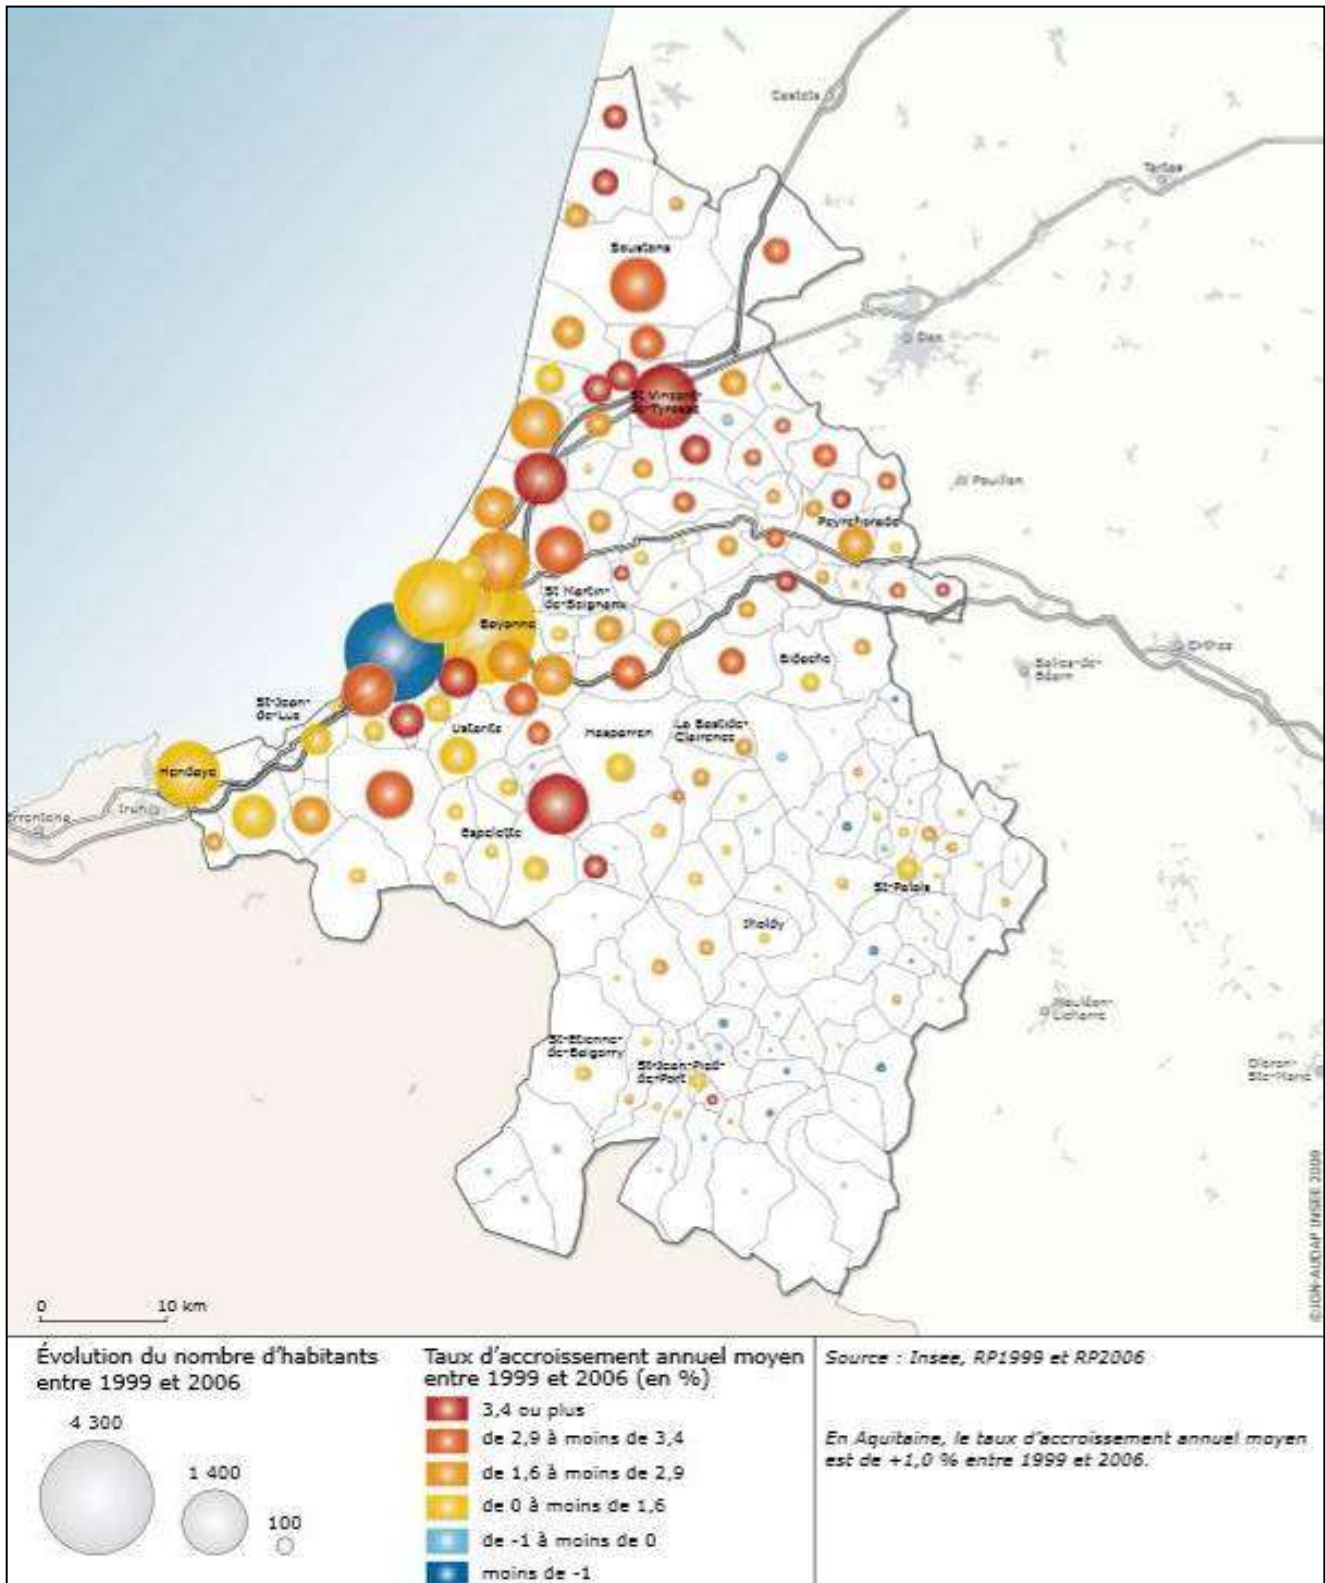 Castets
Tartas
Soustons
Dax
St Vincent-
de-Tyrosse
Pouillon
Peyrehorade
St Martin-
de-Seignanx
Bayonne
Orthez
Bidache
Salies-de-
Béarn
St-Jean-
de-Luz
Ustarits
Hasparren
La Bastide-
Clairence
Hendaye
Irun
Espelette
St-Palais
Iholdy
Mauléon-
Licharre
St-Etienne-
de-Baigorry
St-Jean-Pied-
de-Port
Oloron-
Ste-Marie
0 10 km
©IGN-AUDAP INSEE 2009
Évolution du nombre d'habitants
entre 1999 et 2006
4 300
1 400
100
Taux d'accroissement annuel moyen
entre 1999 et 2006 (en %)
3,4 ou plus
de 2,9 à moins de 3,4
de 1,6 à moins de 2,9
de 0 à moins de 1,6
de -1 à moins de 0
moins de -1
Source : Insee, RP1999 et RP2006
En Aquitaine, le taux d'accroissement annuel moyen
est de +1,0 % entre 1999 et 2006.